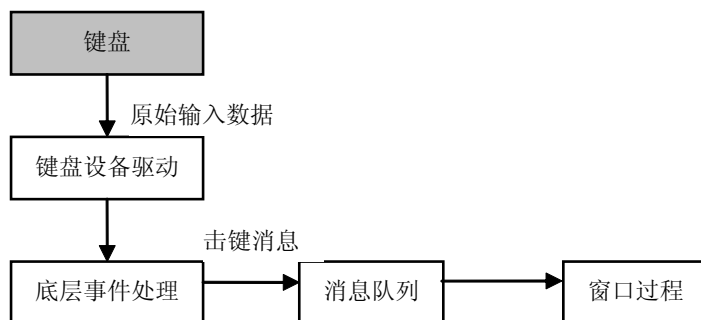 键盘
原始输入数据
键盘设备驱动
击键消息
底层事件处理
消息队列
窗口过程